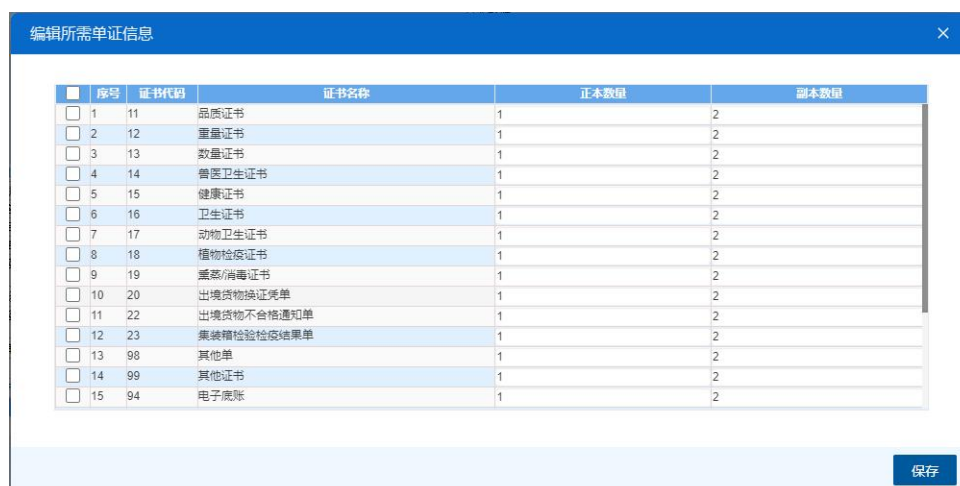 编辑所需单证信息 ×
序号 证书代码 证书名称 正本数量 副本数量
1 11 品质证书 1 2
2 12 重量证书 1 2
3 13 数量证书 1 2
4 14 兽医卫生证书 1 2
5 15 健康证书 1 2
6 16 卫生证书 1 2
7 17 动物卫生证书 1 2
8 18 植物检疫证书 1 2
9 19 熏蒸/消毒证书 1 2
10 20 出境货物换证凭单 1 2
11 22 出境货物不合格通知单 1 2
12 23 集装箱检验检疫结果单 1 2
13 98 其他单 1 2
14 99 其他证书 1 2
15 94 电子底账 1 2
保存